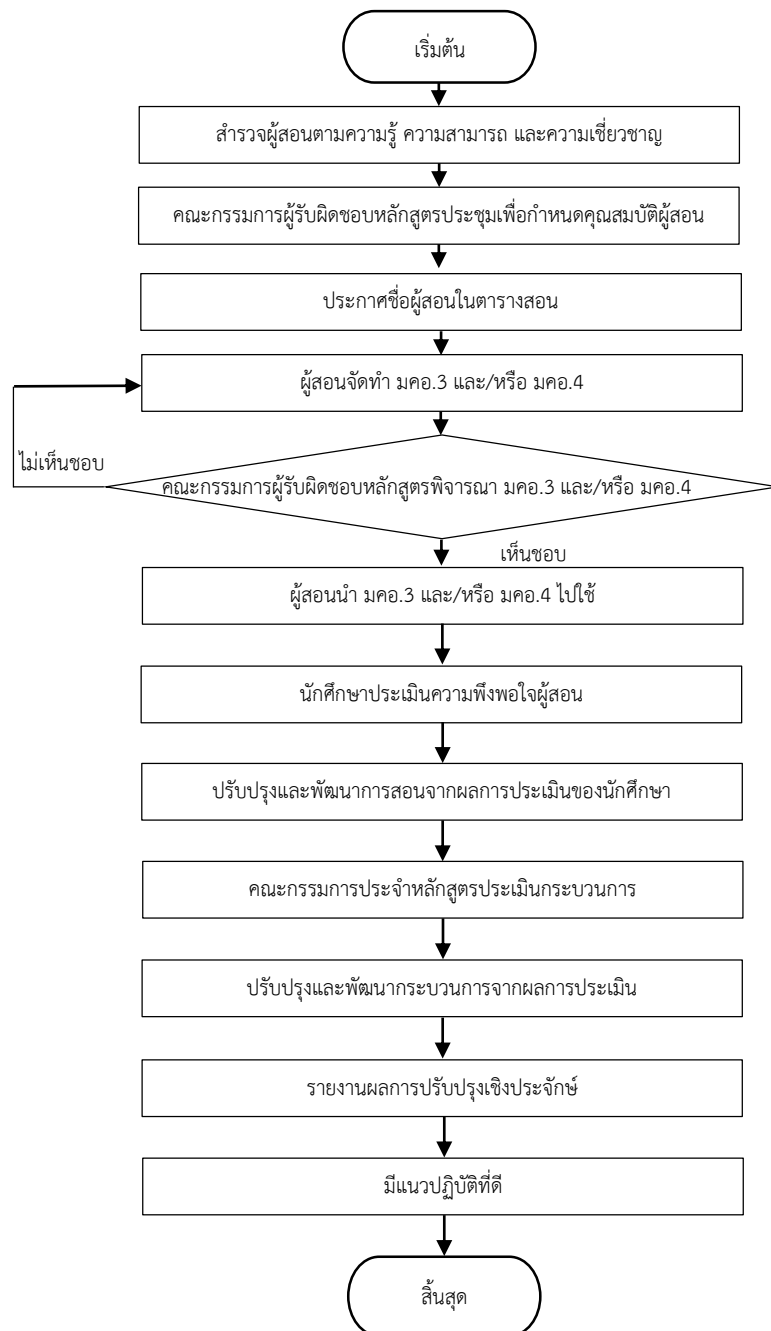 เริ่มต้น
สำรวจผู้สอนตามความรู้ ความสามารถ และความเชี่ยวชาญ
คณะกรรมการผู้รับผิดชอบหลักสูตรประชุมเพื่อกำหนดคุณสมบัติผู้สอน
ประกาศชื่อผู้สอนในตารางสอน
ผู้สอนจัดทำ มคอ.3 และ/หรือ มคอ.4
ไม่เห็นชอบ
คณะกรรมการผู้รับผิดชอบหลักสูตรพิจารณา มคอ.3 และ/หรือ มคอ.4
เห็นชอบ
ผู้สอนนำ มคอ.3 และ/หรือ มคอ.4 ไปใช้
นักศึกษาประเมินความพึงพอใจผู้สอน
ปรับปรุงและพัฒนาการสอนจากผลการประเมินของนักศึกษา
คณะกรรมการประจำหลักสูตรประเมินกระบวนการ
ปรับปรุงและพัฒนากระบวนการจากผลการประเมิน
รายงานผลการปรับปรุงเชิงประจักษ์
มีแนวปฏิบัติที่ดี
สิ้นสุด